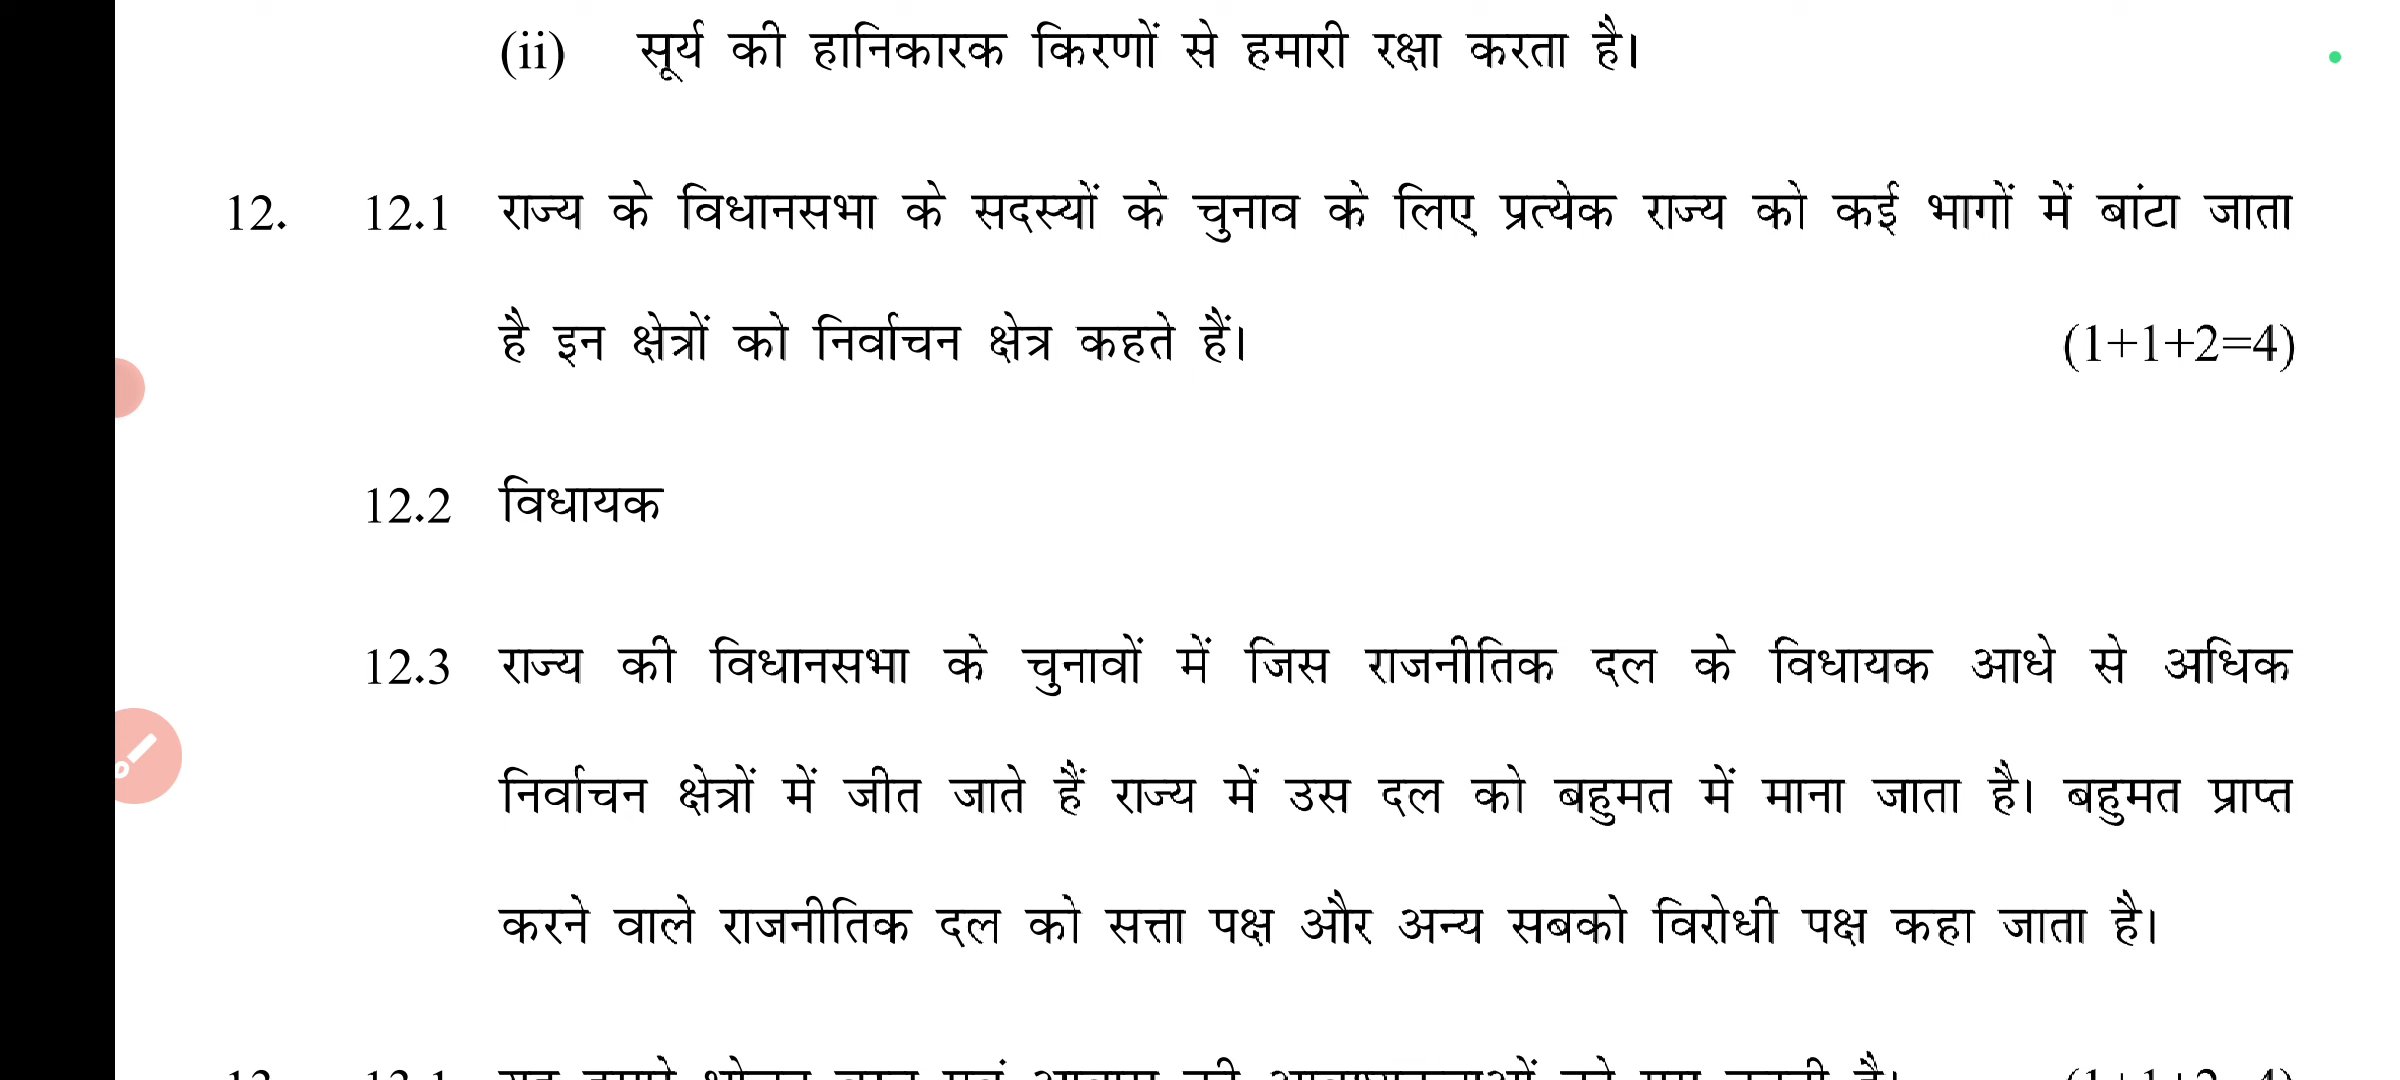 (ii) सूर्य की हानिकारक किरणों से हमारी रक्षा करता है।
12. 12.1 राज्य के विधानसभा के सदस्यों के चुनाव के लिए प्रत्येक राज्य को कई भागों में बांटा जाता
है इन क्षेत्रों को निर्वाचन क्षेत्र कहते हैं। (1+1+2=4)
12.2 विधायक
12.3 राज्य की विधानसभा के चुनावों में जिस राजनीतिक दल के विधायक आधे से अधिक
निर्वाचन क्षेत्रों में जीत जाते हैं राज्य में उस दल को बहुमत में माना जाता है। बहुमत प्राप्त
करने वाले राजनीतिक दल को सत्ता पक्ष और अन्य सबको विरोधी पक्ष कहा जाता है।